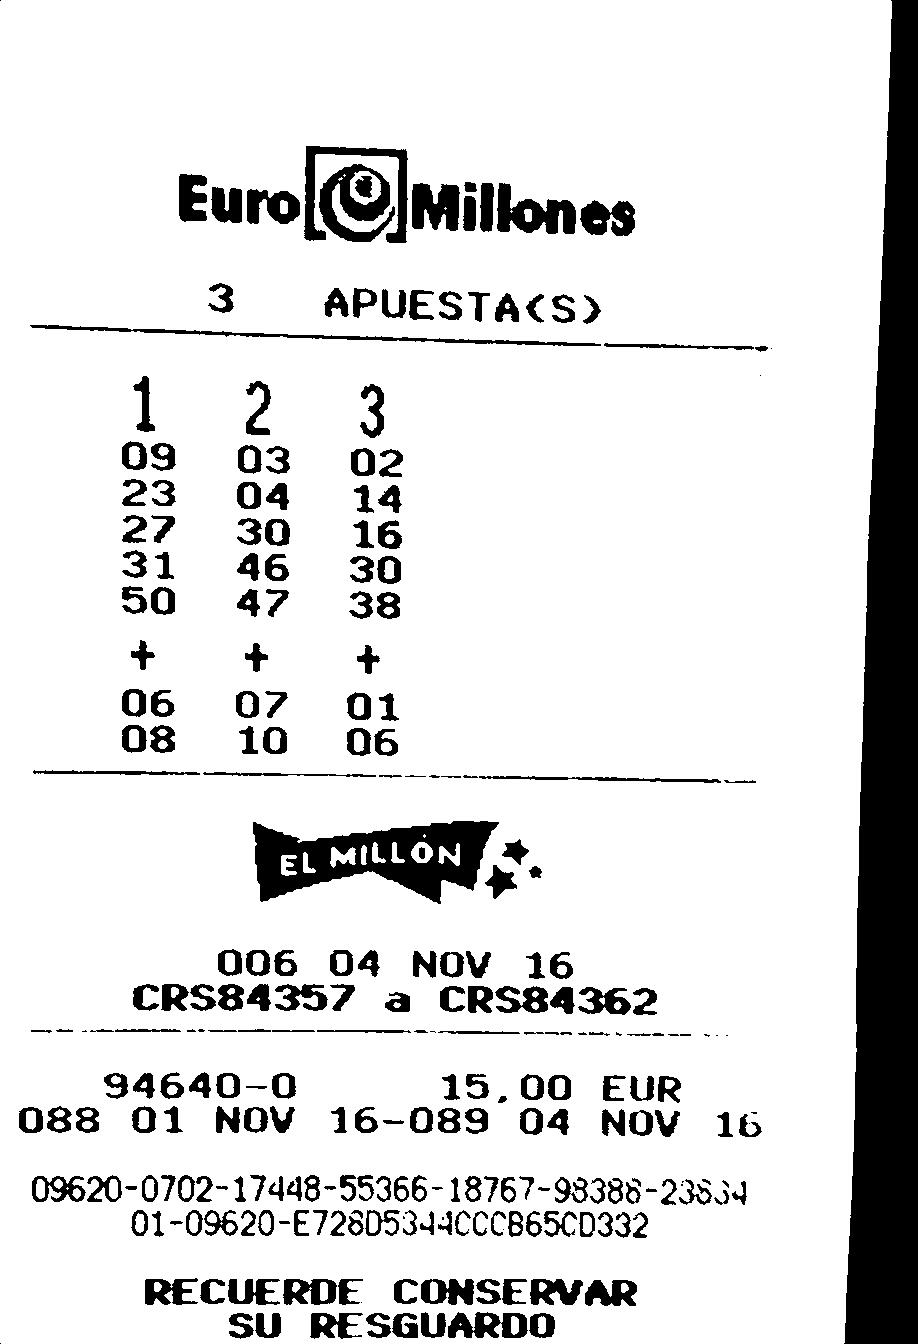 Euro Millones
3 APUESTA(S)
1 2 3
09 03 02
23 04 14
27 30 16
31 46 30
50 47 38
+ + +
06 07 01
08 10 06
EL MILLÓN
006 04 NOV 16
CRS84357 a CRS84362
94640-0 15,00 EUR
088 01 NOV 16-089 04 NOV 16
09620-0702-17448-55366-18767-98386-
01-09620-E728D5344CCCB65CD332
RECUERDE CONSERVAR
SU RESGUARDO